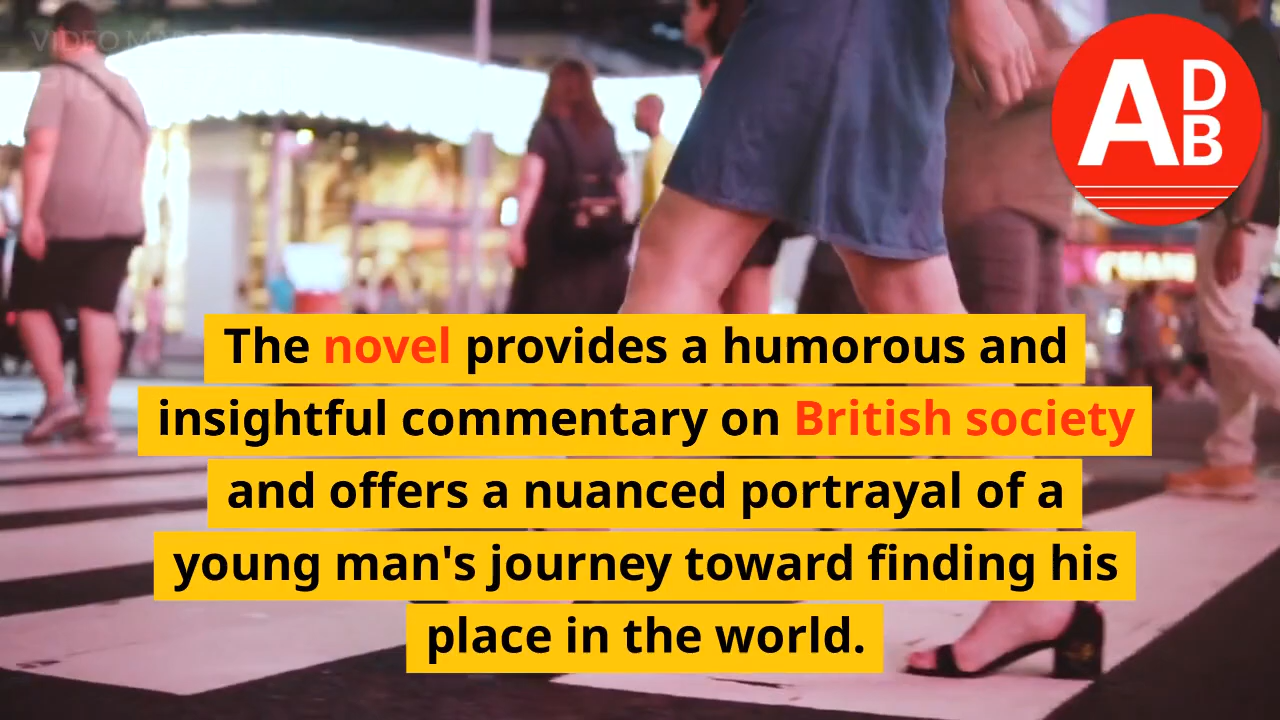 VIDEO
A
D
B
The novel provides a humorous and
insightful commentary on British society
and offers a nuanced portrayal of a
young man's journey toward finding his
place in the world.